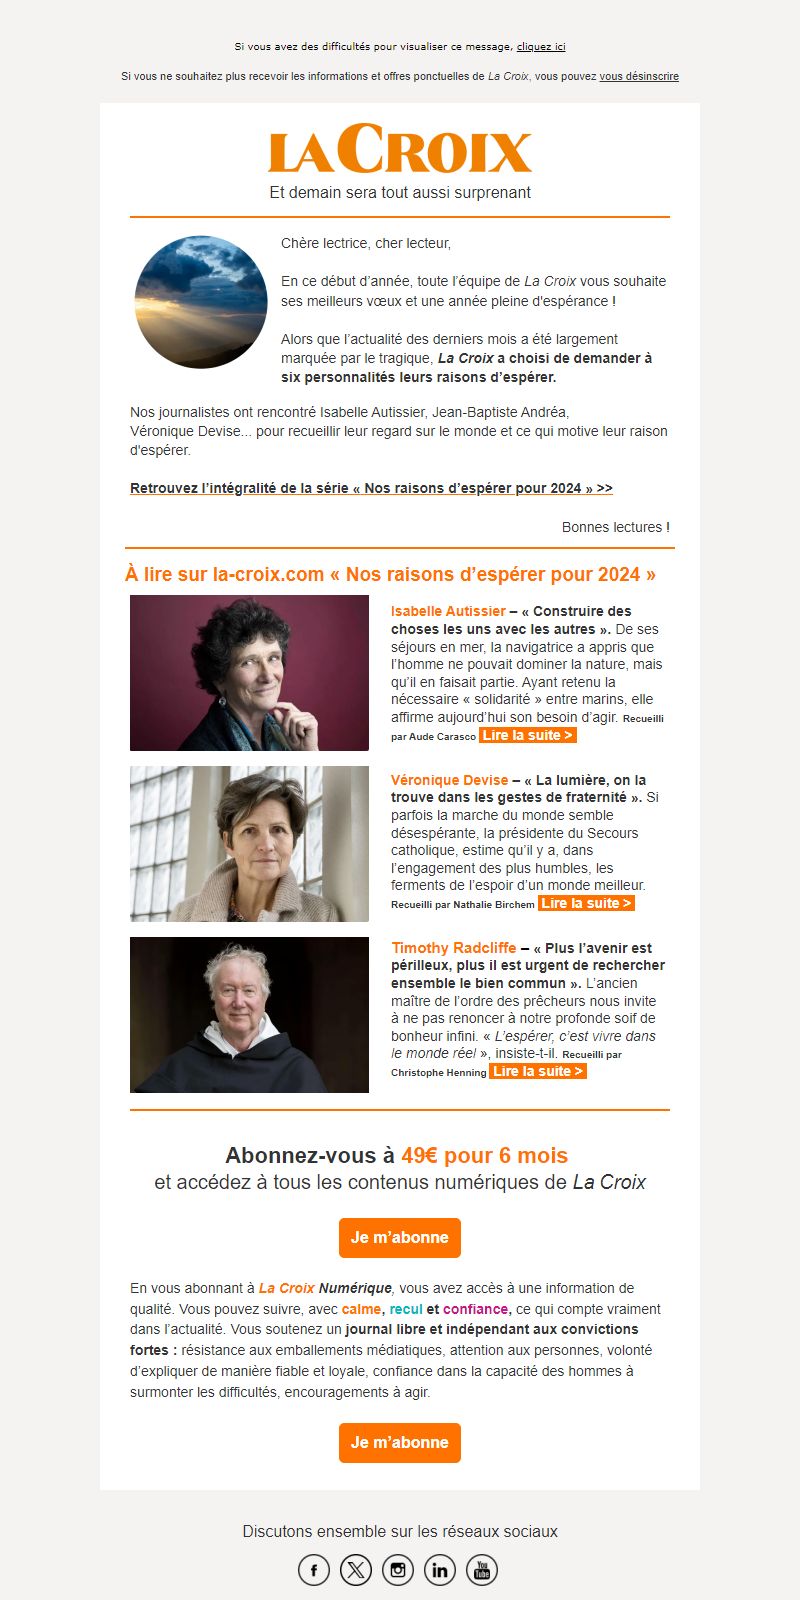 Si vous avez des difficultés pour visualiser ce message, cliquez ici
Si vous ne souhaitez plus recevoir les informations et offres ponctuelles de La Croix, vous pouvez vous désinscrire
LA CROIX
Et demain sera tout aussi surprenant
Chère lectrice, cher lecteur,
En ce début d’année, toute l’équipe de La Croix vous souhaite
ses meilleurs vœux et une année pleine d'espérance !
Alors que l’actualité des derniers mois a été largement
marquée par le tragique, La Croix a choisi de demander à
six personnalités leurs raisons d’espérer.
Nos journalistes ont rencontré Isabelle Autissier, Jean-Baptiste Andréa,
Véronique Devise... pour recueillir leur regard sur le monde et ce qui motive leur raison
d'espérer.
Retrouvez l’intégralité de la série « Nos raisons d’espérer pour 2024 » >>
Bonnes lectures !
À lire sur la-croix.com « Nos raisons d’espérer pour 2024 »
Isabelle Autissier – « Construire des
choses les uns avec les autres ». De ses
séjours en mer, la navigatrice a appris que
l’homme ne pouvait dominer la nature, mais
qu’il en faisait partie. Ayant retenu la
nécessaire « solidarité » entre marins, elle
affirme aujourd’hui son besoin d’agir. Recueilli
par Aude Carasco Lire la suite >
Véronique Devise – « La lumière, on la
trouve dans les gestes de fraternité ». Si
parfois la marche du monde semble
désespérante, la présidente du Secours
catholique, estime qu’il y a, dans
l’engagement des plus humbles, les
ferments de l’espoir d’un monde meilleur.
Recueilli par Nathalie Birchem Lire la suite >
Timothy Radcliffe – « Plus l’avenir est
périlleux, plus il est urgent de rechercher
ensemble le bien commun ». L’ancien
maître de l’ordre des prêcheurs nous invite
à ne pas renoncer à notre profonde soif de
bonheur infini. « L’espérer, c’est vivre dans
le monde réel », insiste-t-il. Recueilli par
Christophe Henning Lire la suite >
Abonnez-vous à 49€ pour 6 mois
et accédez à tous les contenus numériques de La Croix
Je m’abonne
En vous abonnant à La Croix Numérique, vous avez accès à une information de
qualité. Vous pouvez suivre, avec calme, recul et confiance, ce qui compte vraiment
dans l’actualité. Vous soutenez un journal libre et indépendant aux convictions
fortes : résistance aux emballements médiatiques, attention aux personnes, volonté
d’expliquer de manière fiable et loyale, confiance dans la capacité des hommes à
surmonter les difficultés, encouragements à agir.
Je m’abonne
Discutons ensemble sur les réseaux sociaux
You
Tube